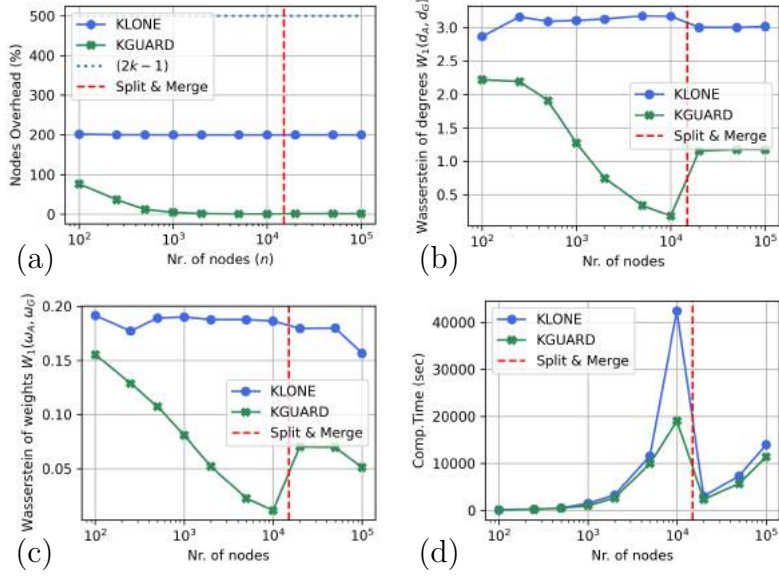 500
400
300
200
100
0
Nodes Overhead (%)
KLONE
KGUARD
(2k − 1)
Split & Merge
10² 10³ 10⁴ 10⁵
Nr. of nodes (n)
(a)
3.0
2.5
2.0
1.5
1.0
0.5
Wasserstein of degrees W₁(d_A, d_G)
KLONE
KGUARD
Split & Merge
10² 10³ 10⁴ 10⁵
Nr. of nodes
(b)
0.20
0.15
0.10
0.05
Wasserstein of weights W₁(ω_A, ω_G)
KLONE
KGUARD
Split & Merge
10² 10³ 10⁴ 10⁵
Nr. of nodes
(c)
40000
30000
20000
10000
0
Comp.Time (sec)
KLONE
KGUARD
Split & Merge
10² 10³ 10⁴ 10⁵
Nr. of nodes
(d)